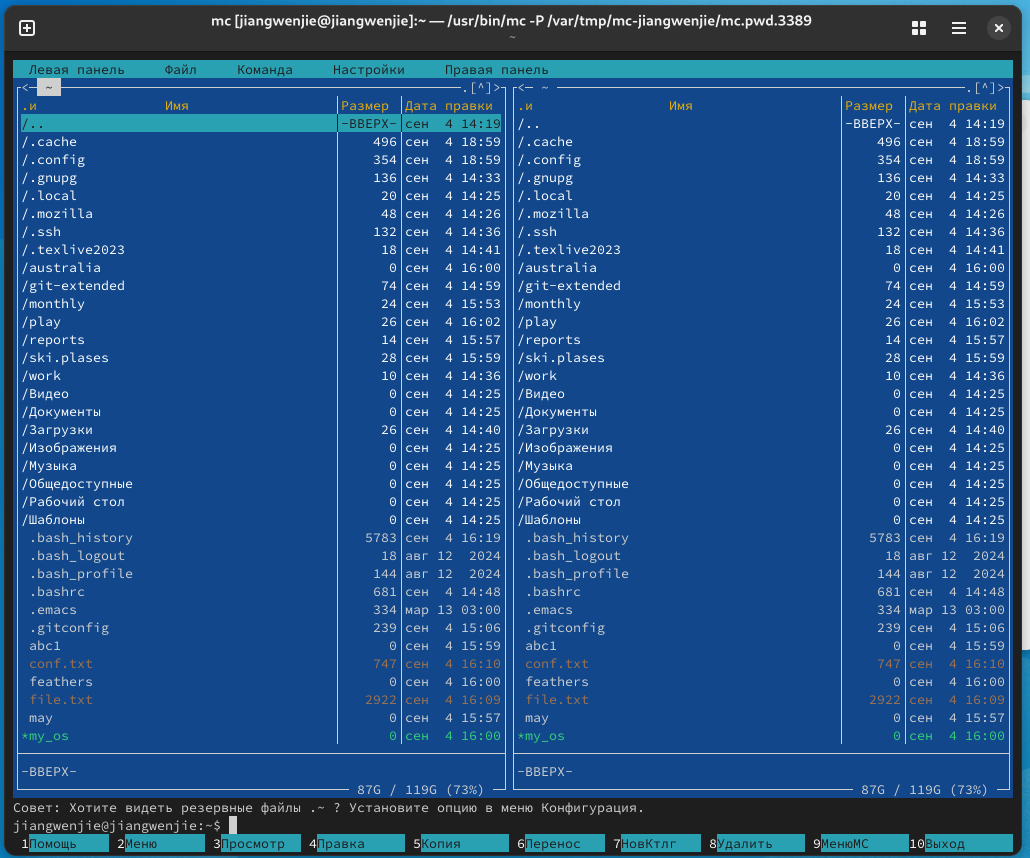 mc [jiangwenjie@jiangwenjie]:~ — /usr/bin/mc -P /var/tmp/mc-jiangwenjie/mc.pwd.3389
~
Левая панель Файл Команда Настройки Правая панель
<─ ~ ─.[^]>┐┌<─ ~ ─.[^]>
.и Имя Размер Дата правки .и Имя Размер Дата правки
/.. -ВВЕРХ- сен 4 14:19 /.. -ВВЕРХ- сен 4 14:19
/.cache 496 сен 4 18:59 /.cache 496 сен 4 18:59
/.config 354 сен 4 18:59 /.config 354 сен 4 18:59
/.gnupg 136 сен 4 14:33 /.gnupg 136 сен 4 14:33
/.local 20 сен 4 14:25 /.local 20 сен 4 14:25
/.mozilla 48 сен 4 14:26 /.mozilla 48 сен 4 14:26
/.ssh 132 сен 4 14:36 /.ssh 132 сен 4 14:36
/.texlive2023 18 сен 4 14:41 /.texlive2023 18 сен 4 14:41
/australia 0 сен 4 16:00 /australia 0 сен 4 16:00
/git-extended 74 сен 4 14:59 /git-extended 74 сен 4 14:59
/monthly 24 сен 4 15:53 /monthly 24 сен 4 15:53
/play 26 сен 4 16:02 /play 26 сен 4 16:02
/reports 14 сен 4 15:57 /reports 14 сен 4 15:57
/ski.plases 28 сен 4 15:59 /ski.plases 28 сен 4 15:59
/work 10 сен 4 14:36 /work 10 сен 4 14:36
/Видео 0 сен 4 14:25 /Видео 0 сен 4 14:25
/Документы 0 сен 4 14:25 /Документы 0 сен 4 14:25
/Загрузки 26 сен 4 14:40 /Загрузки 26 сен 4 14:40
/Изображения 0 сен 4 14:25 /Изображения 0 сен 4 14:25
/Музыка 0 сен 4 14:25 /Музыка 0 сен 4 14:25
/Общедоступные 0 сен 4 14:25 /Общедоступные 0 сен 4 14:25
/Рабочий стол 0 сен 4 14:25 /Рабочий стол 0 сен 4 14:25
/Шаблоны 0 сен 4 14:25 /Шаблоны 0 сен 4 14:25
.bash_history 5783 сен 4 16:19 .bash_history 5783 сен 4 16:19
.bash_logout 18 авг 12 2024 .bash_logout 18 авг 12 2024
.bash_profile 144 авг 12 2024 .bash_profile 144 авг 12 2024
.bashrc 681 сен 4 14:48 .bashrc 681 сен 4 14:48
.emacs 334 мар 13 03:00 .emacs 334 мар 13 03:00
.gitconfig 239 сен 4 15:06 .gitconfig 239 сен 4 15:06
abc1 0 сен 4 15:59 abc1 0 сен 4 15:59
conf.txt 747 сен 4 16:10 conf.txt 747 сен 4 16:10
feathers 0 сен 4 16:00 feathers 0 сен 4 16:00
file.txt 2922 сен 4 16:09 file.txt 2922 сен 4 16:09
may 0 сен 4 15:57 may 0 сен 4 15:57
*my_os 0 сен 4 16:00 *my_os 0 сен 4 16:00
-ВВЕРХ- -ВВЕРХ-
87G / 119G (73%) 87G / 119G (73%)
Совет: Хотите видеть резервные файлы .~ ? Установите опцию в меню Конфигурация.
jiangwenjie@jiangwenjie:~$
1Помощь 2Меню 3Просмотр 4Правка 5Копия 6Перенос 7НовКтлг 8Удалить 9МенюМС 10Выход